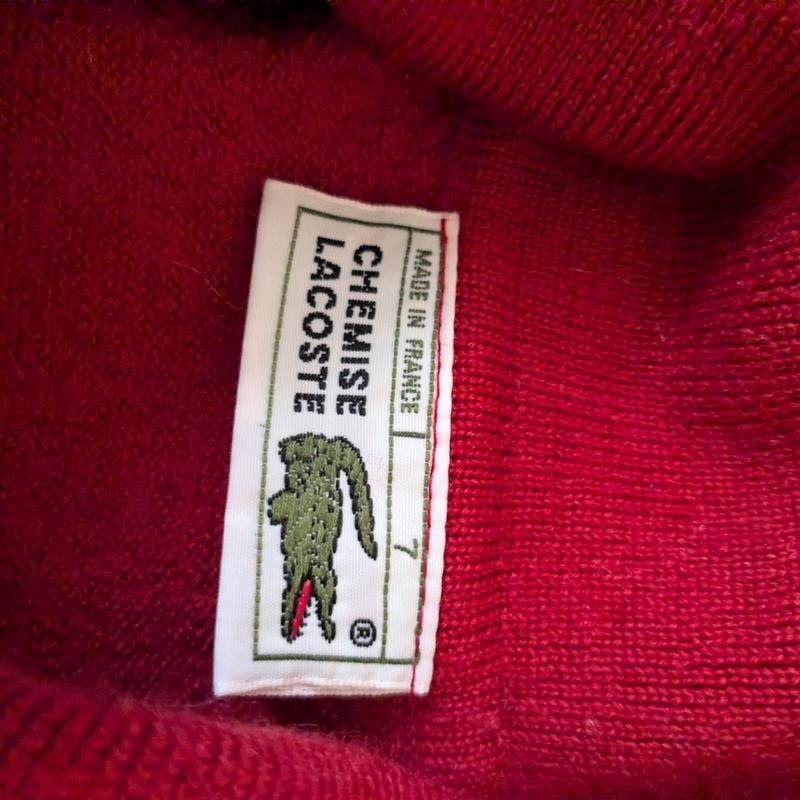 MADE IN FRANCE 7
CHEMISE
LACOSTE
®